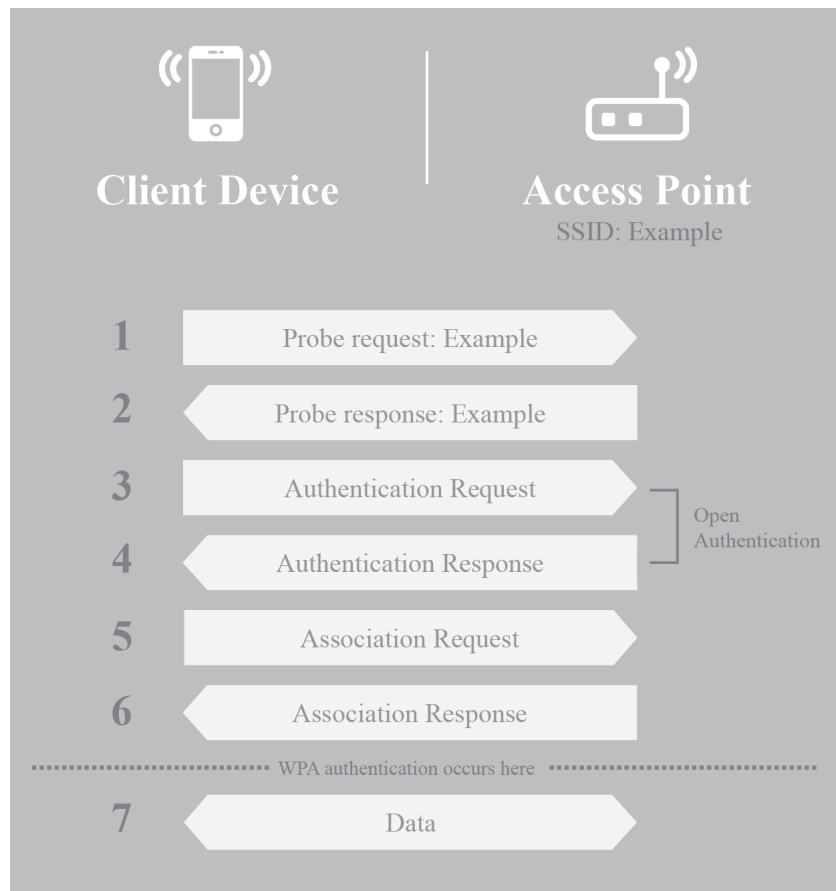 Client Device
Access Point
SSID: Example
1
Probe request: Example
2
Probe response: Example
3
Authentication Request
4
Authentication Response
Open
Authentication
5
Association Request
6
Association Response
WPA authentication occurs here
7
Data